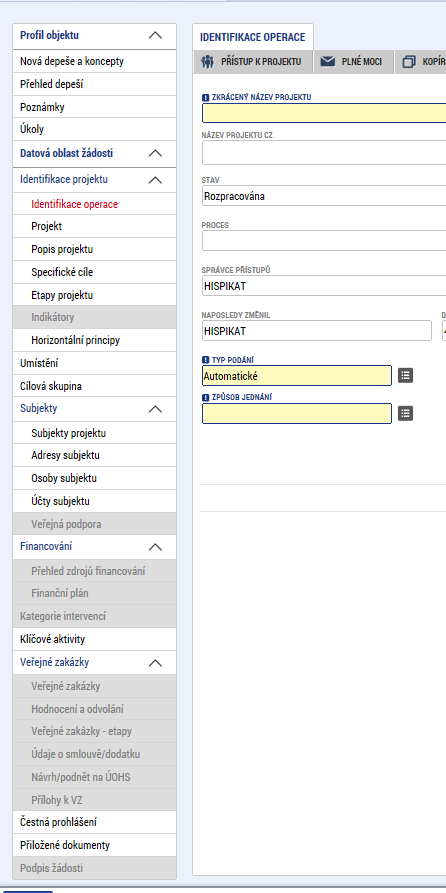 Profil objektu
Nová depeše a koncepty
Přehled depeší
Poznámky
Úkoly
Datová oblast žádosti
Identifikace projektu
Identifikace operace
Projekt
Popis projektu
Specifické cíle
Etapy projektu
Indikátory
Horizontální principy
Umístění
Cílová skupina
Subjekty
Subjekty projektu
Adresy subjektu
Osoby subjektu
Účty subjektu
Veřejná podpora
Financování
Přehled zdrojů financování
Finanční plán
Kategorie intervencí
Klíčové aktivity
Veřejné zakázky
Veřejné zakázky
Hodnocení a odvolání
Veřejné zakázky - etapy
Údaje o smlouvě/dodatku
Návrh/podnět na ÚOHS
Přílohy k VZ
Čestná prohlášení
Přiložené dokumenty
Podpis žádosti
IDENTIFIKACE OPERACE
PŘÍSTUP K PROJEKTU PLNÉ MOCI KOPÍR
ZKRÁCENÝ NÁZEV PROJEKTU
NÁZEV PROJEKTU CZ
STAV
Rozpracována
PROCES
SPRÁVCE PŘÍSTUPŮ
HISPIKAT
NAPOSLEDY ZMĚNIL
HISPIKAT
TYP PODÁNÍ
Automatické
ZPŮSOB JEDNÁNÍ